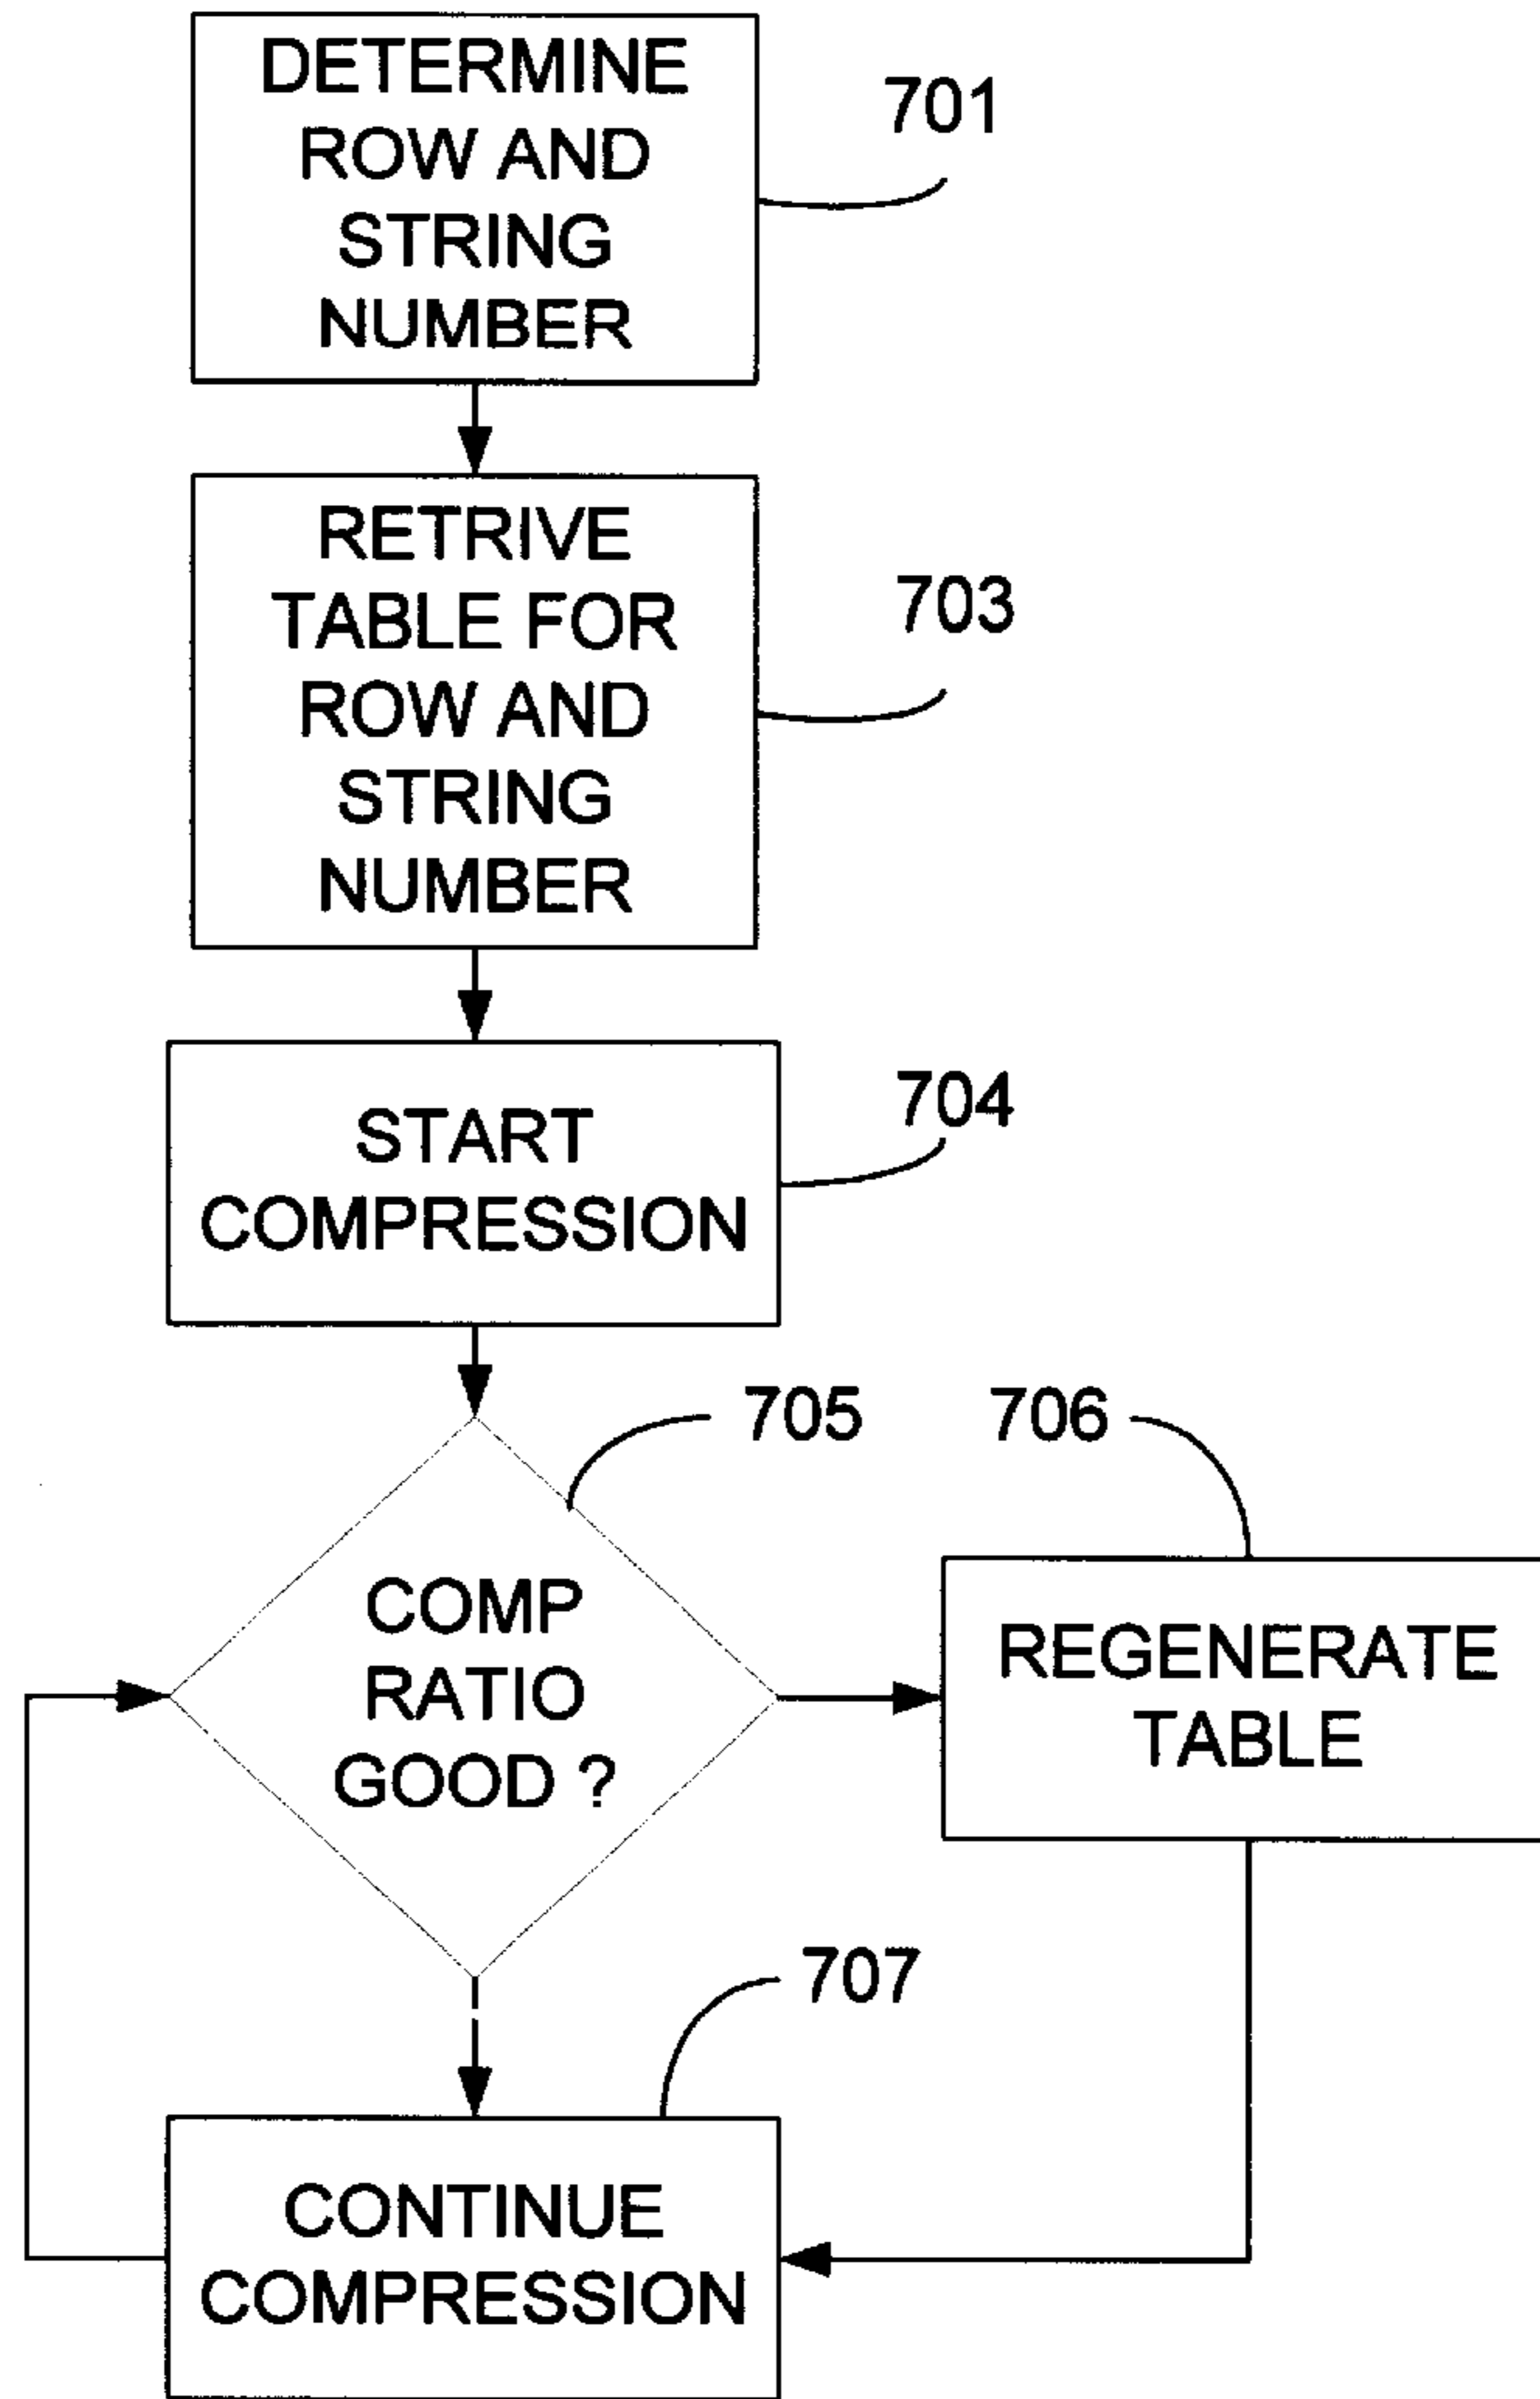 DETERMINE
ROW AND
STRING
NUMBER
701
RETRIVE
TABLE FOR
ROW AND
STRING
NUMBER
703
START
COMPRESSION
704
705
706
COMP
RATIO
GOOD ?
REGENERATE
TABLE
707
CONTINUE
COMPRESSION